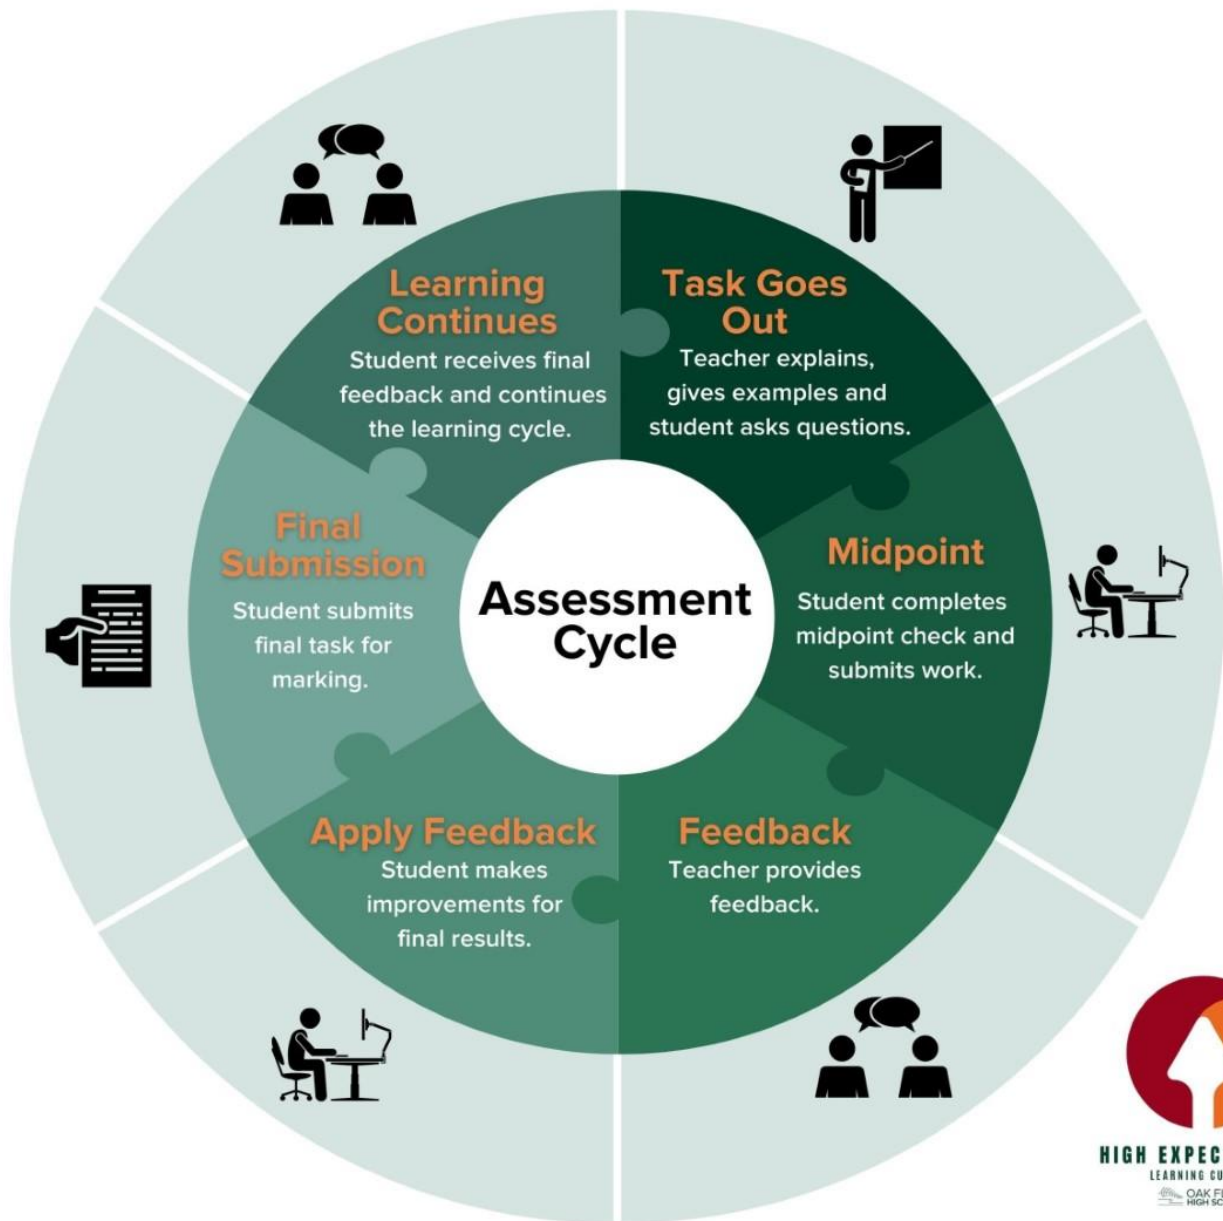 Assessment
Cycle
Task Goes
Out
Teacher explains,
gives examples and
student asks questions.
Midpoint
Student completes
midpoint check and
submits work.
Feedback
Teacher provides
feedback.
Apply Feedback
Student makes
improvements for
final results.
Final
Submission
Student submits
final task for
marking.
Learning
Continues
Student receives final
feedback and continues
the learning cycle.
HIGH
LEARNING
OAK
HIGH